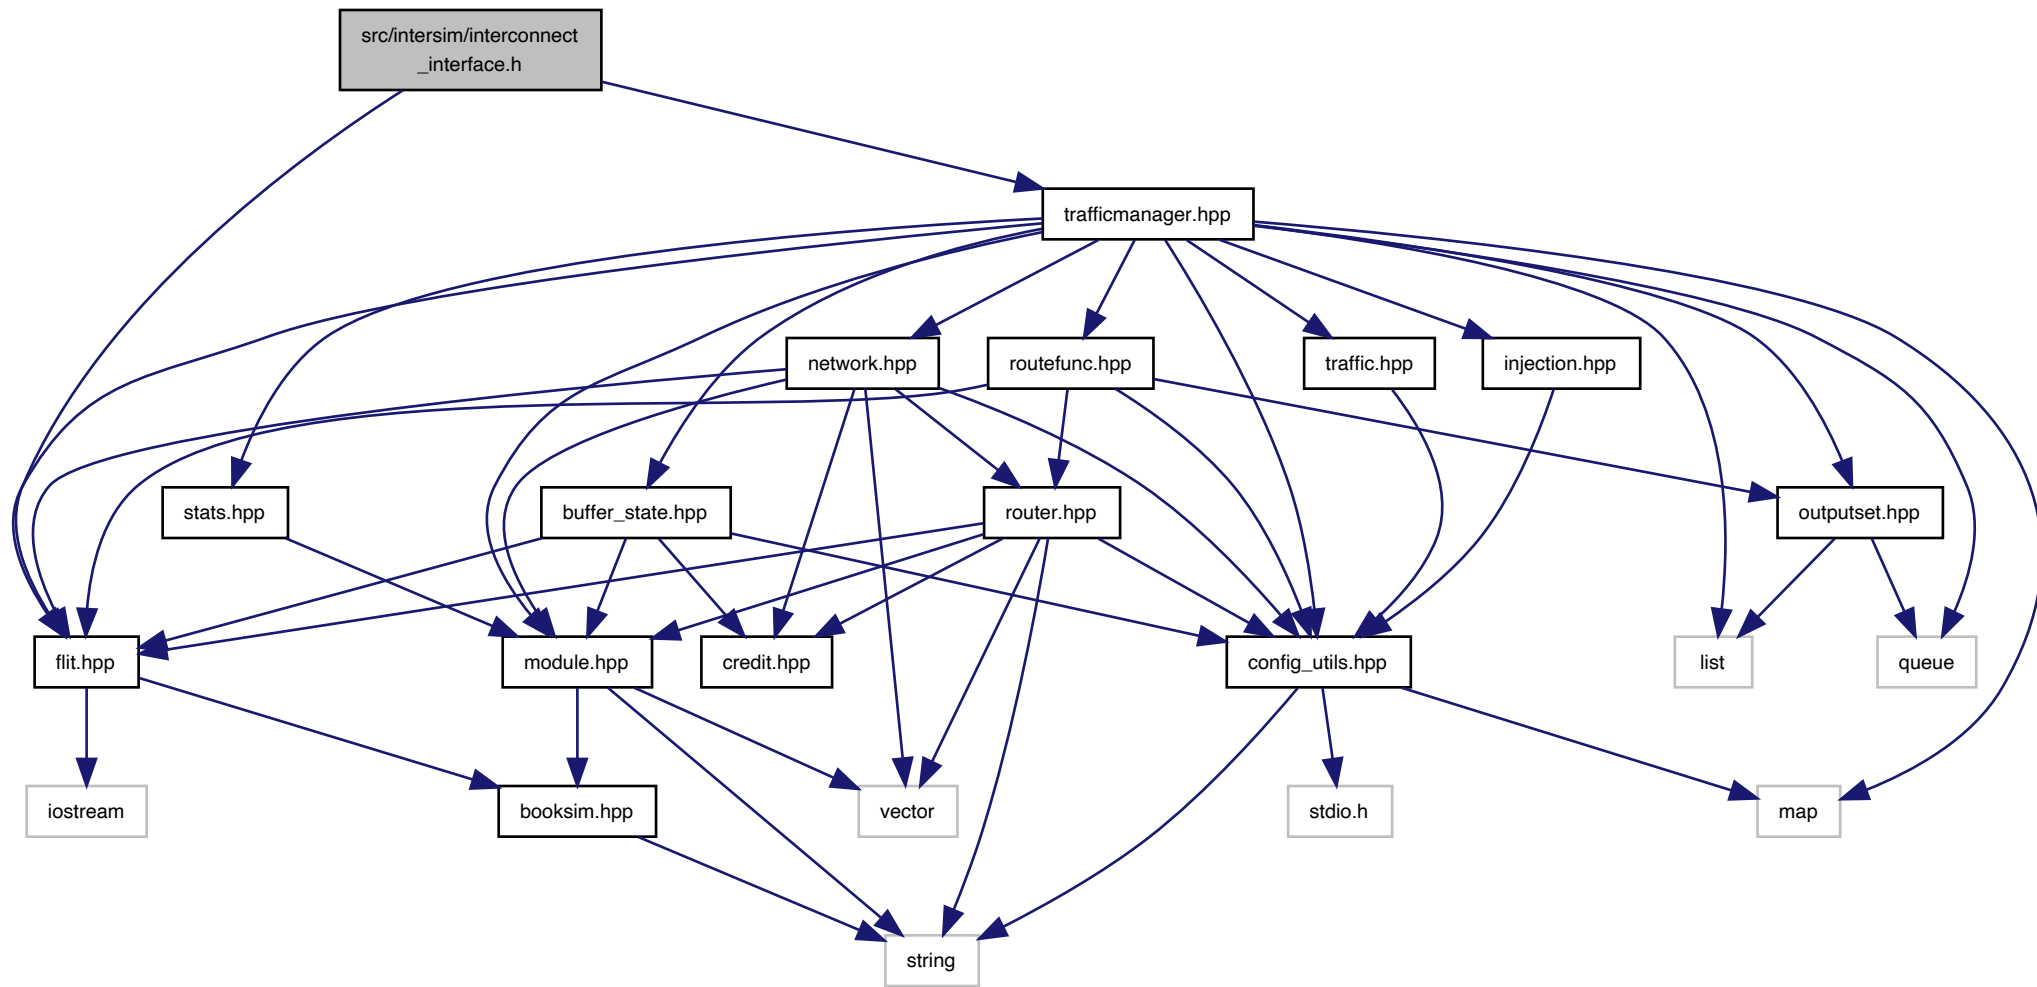 src/intersim/interconnect
_interface.h
trafficmanager.hpp
network.hpp
routefunc.hpp
traffic.hpp
injection.hpp
stats.hpp
buffer_state.hpp
router.hpp
outputset.hpp
flit.hpp
module.hpp
credit.hpp
config_utils.hpp
list
queue
iostream
booksim.hpp
vector
stdio.h
map
string